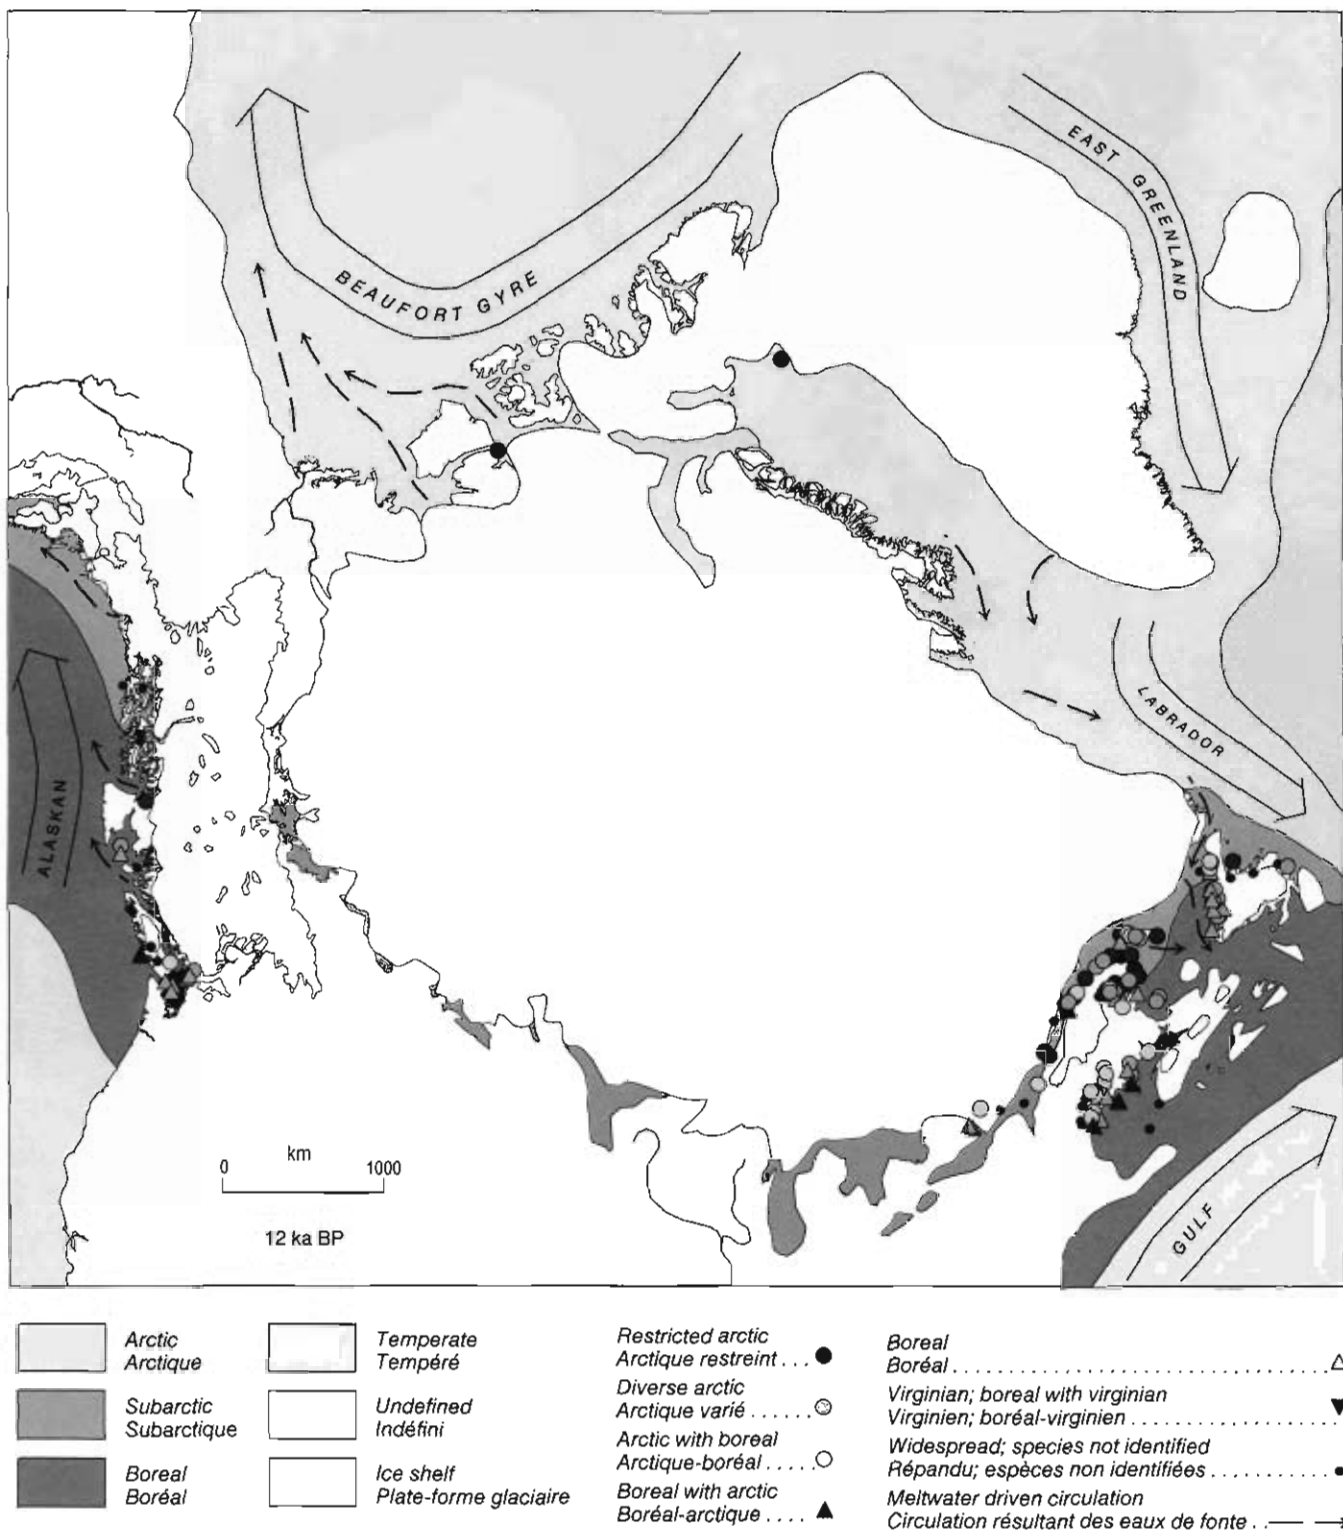 EAST GREENLAND
BEAUFORT GYRE
LABRADOR
ALASKAN
GULF
km
0 1000
12 ka BP
Arctic
Arctique
Subarctic
Subarctique
Boreal
Boréal
Temperate
Tempéré
Undefined
Indéfini
Ice shelf
Plate-forme glaciaire
Restricted arctic
Arctique restreint . . .
Diverse arctic
Arctique varié . . . . . .
Arctic with boreal
Arctique-boréal . . . . .
Boreal with arctic
Boréal-arctique . . . .
Boreal
Boréal . . . . . . . . . . . . . . . . . . . . . . . . . . . . . .
Virginian; boreal with virginian
Virginien; boréal-virginien . . . . . . . . . . . . . . . .
Widespread; species not identified
Répandu; espèces non identifiées . . . . . . . . . .
Meltwater driven circulation
Circulation résultant des eaux de fonte . .